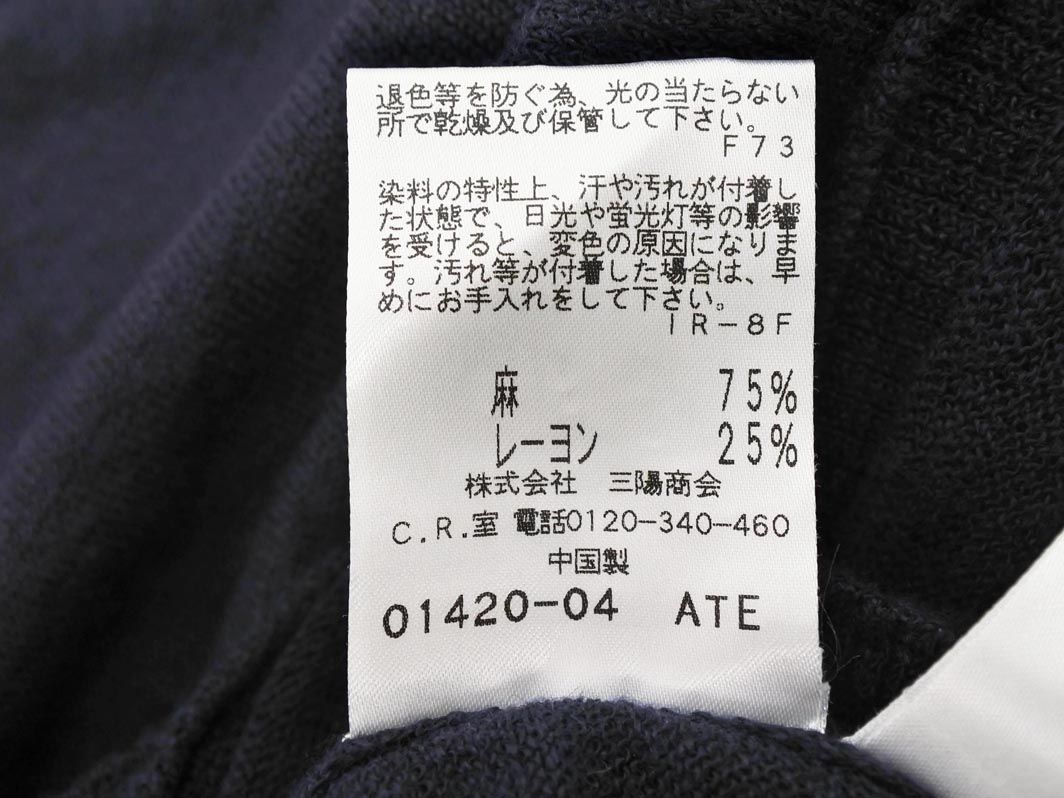 退色等を防ぐ為、光の当たらない
所で乾燥及び保管して下さい。
F73
染料の特性上、汗や汚れが付着し
た状態で、日光や蛍光灯等の影響
を受けると、変色の原因になりま
す。汚れ等が付着した場合は、早
めにお手入れをして下さい。
IR-8F
麻 75%
レーヨン 25%
株式会社 三陽商会
C.R.室 電話0120-340-460
中国製
01420-04 ATE